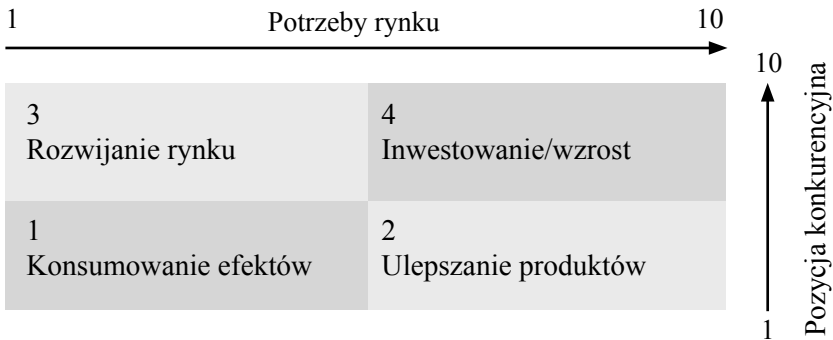 1 Potrzeby rynku 10
10
3
Rozwijanie rynku
4
Inwestowanie/wzrost
1
Konsumowanie efektów
2
Ulepszanie produktów
1
Pozycja konkurencyjna